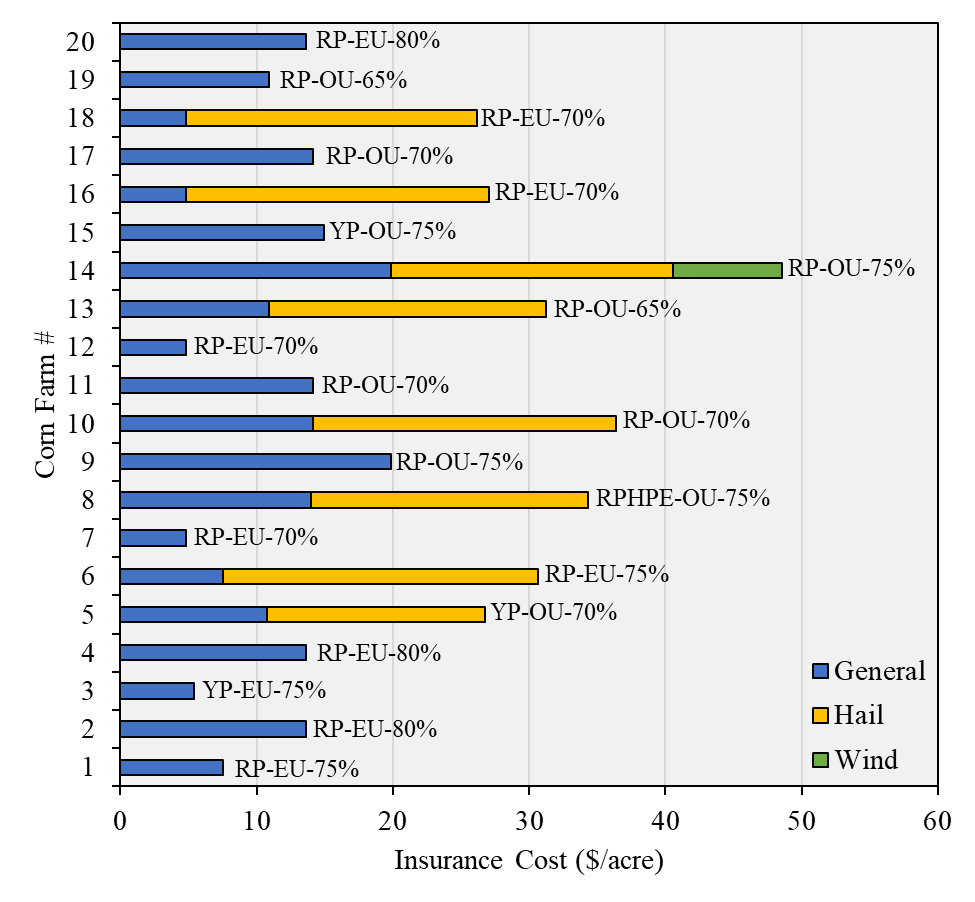 20 RP-EU-80%
19 RP-OU-65%
18 RP-EU-70%
17 RP-OU-70%
16 RP-EU-70%
15 YP-OU-75%
14 RP-OU-75%
13 RP-OU-65%
12 RP-EU-70%
11 RP-OU-70%
10 RP-OU-70%
9 RP-OU-75%
8 RPHPE-OU-75%
7 RP-EU-70%
6 RP-EU-75%
5 YP-OU-70%
4 RP-EU-80%
3 YP-EU-75%
2 RP-EU-80%
1 RP-EU-75%
Corn Farm #
General
Hail
Wind
0 10 20 30 40 50 60
Insurance Cost ($/acre)